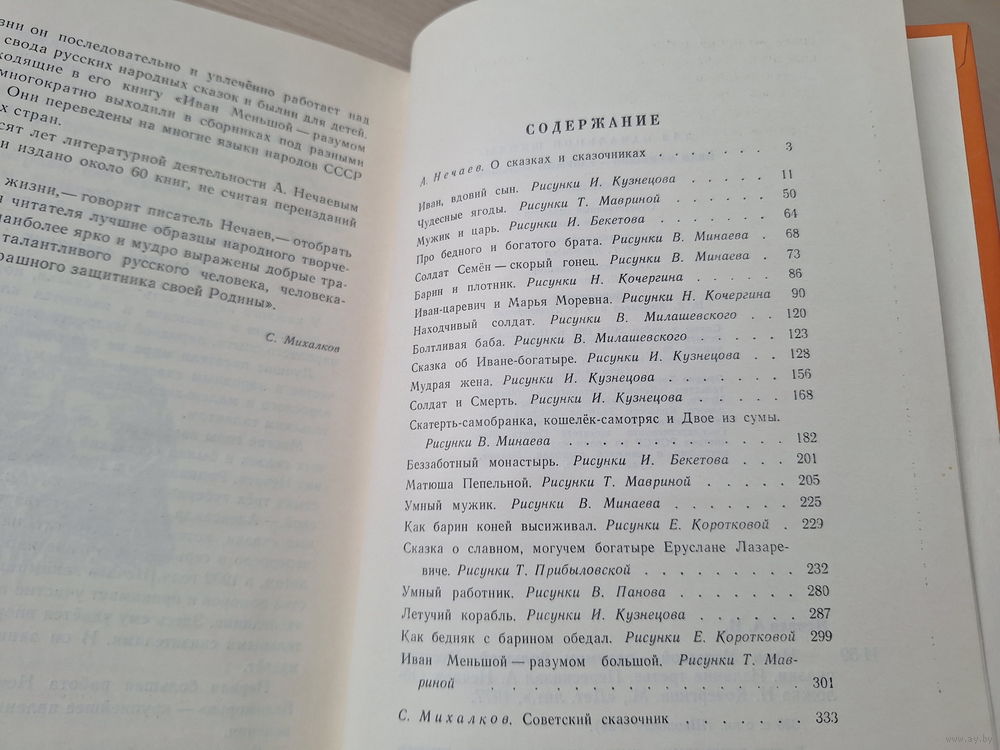 зни он последовательно и увлечённо работает над
свода русских народных сказок и былин для детей.
ходящие в его книгу «Иван Меньшой — разумом
многократно выходили в сборниках под разными
Они переведены на многие языки народов СССР
х стран.
сят лет литературной деятельности А. Нечаевым
и издано около 60 книг, не считая переизданий
жизни,— говорит писатель Нечаев,— отобрать
читателя лучшие образцы народного творче-
наиболее ярко и мудро выражены добрые тра-
талантливого русского человека, человека-
рашного защитника своей Родины».
С. Михалков
СОДЕРЖАНИЕ
А. Нечаев. О сказках и сказочниках . . . . . . . 3
Иван, вдовий сын. Рисунки И. Кузнецова . . . . . 11
Чудесные ягоды. Рисунки Т. Мавриной . . . . . . 50
Мужик и царь. Рисунки И. Бекетова . . . . . . . 64
Про бедного и богатого брата. Рисунки В. Минаева . 68
Солдат Семён — скорый гонец. Рисунки В. Минаева . 73
Барин и плотник. Рисунки Н. Кочергина . . . . . 86
Иван-царевич и Марья Моревна. Рисунки Н. Кочергина 90
Находчивый солдат. Рисунки В. Милашевского . . 120
Болтливая баба. Рисунки В. Милашевского . . . . . 123
Сказка об Иване-богатыре. Рисунки И. Кузнецова . . 128
Мудрая жена. Рисунки И. Кузнецова . . . . . . . 156
Солдат и Смерть. Рисунки И. Кузнецова . . . . . 168
Скатерть-самобранка, кошелёк-самотряс и Двое из сумы.
Рисунки В. Минаева . . . . . . . . . . . . 182
Беззаботный монастырь. Рисунки И. Бекетова . . . 201
Матюша Пепельной. Рисунки Т. Мавриной . . . . . 205
Умный мужик. Рисунки В. Минаева . . . . . . . 225
Как барин коней высиживал. Рисунки Е. Коротковой . 229
Сказка о славном, могучем богатыре Еруслане Лазаре-
виче. Рисунки Т. Прибыловской . . . . . . . . 232
Умный работник. Рисунки В. Панова . . . . . . 280
Летучий корабль. Рисунки И. Кузнецова . . . . . 287
Как бедняк с барином обедал. Рисунки Е. Коротковой 299
Иван Меньшой — разумом большой. Рисунки Т. Мав-
риной . . . . . . . . . . . . . . . . . 301
С. Михалков. Советский сказочник . . . . . . . 333
www.ay.by